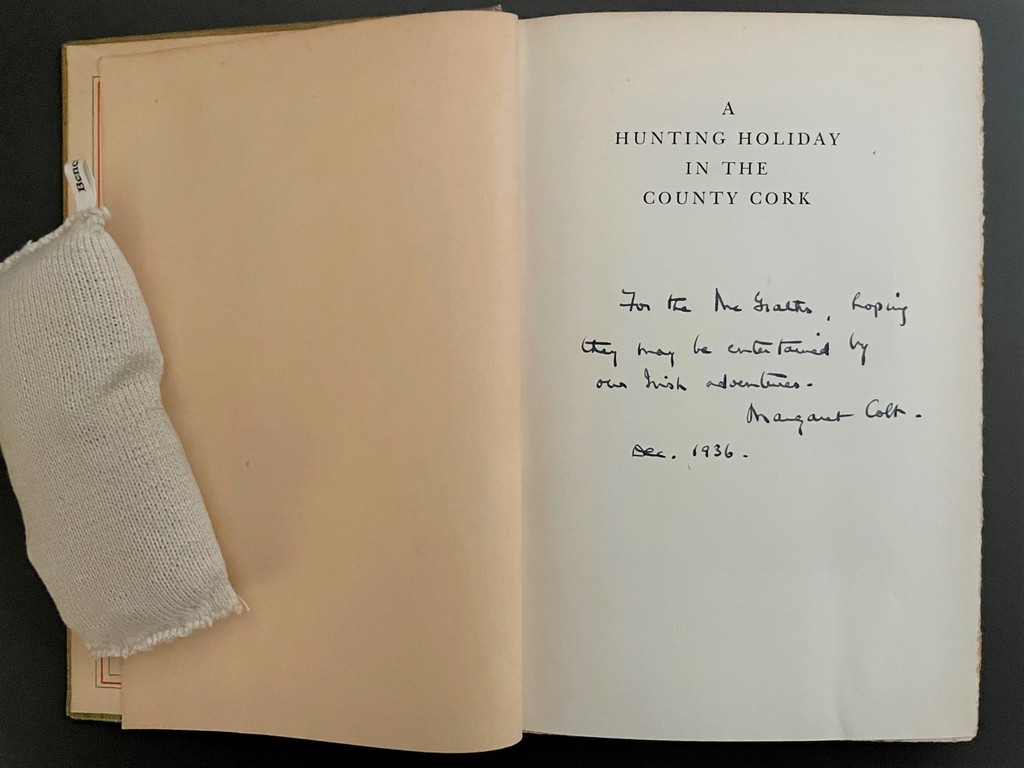 A
HUNTING HOLIDAY
IN THE
COUNTY CORK
For the McGraths, hoping
they may be entertained by
our Irish adventures.
Margaret Colt.
Dec. 1936.